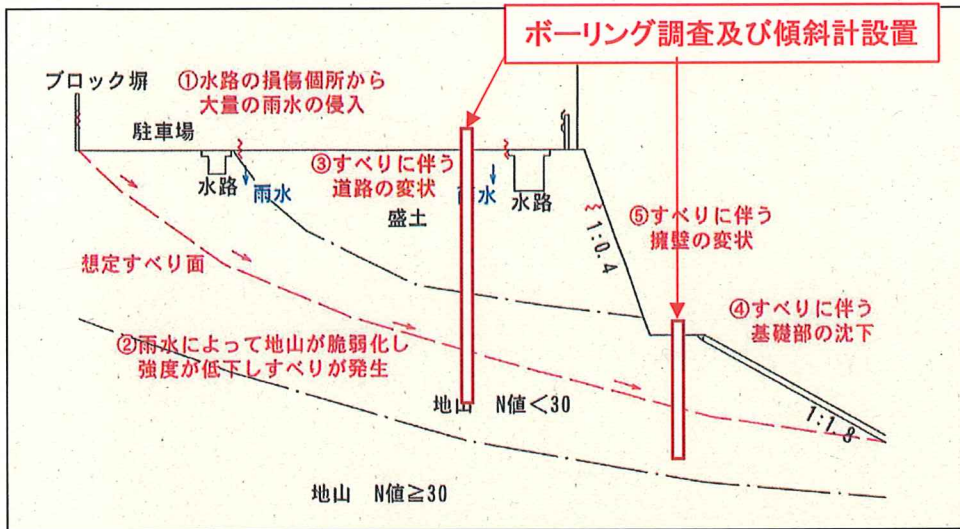 ボーリング調査及び傾斜計設置
ブロック塀
①水路の損傷個所から
大量の雨水の侵入
駐車場
水路
雨水
③すべりに伴う
道路の変状
雨水
水路
盛土
1:0.4
⑤すべりに伴う
擁壁の変状
想定すべり面
④すべりに伴う
基礎部の沈下
②雨水によって地山が脆弱化し
強度が低下しすべりが発生
地山 N値<30
1:1.8
地山 N値≧30